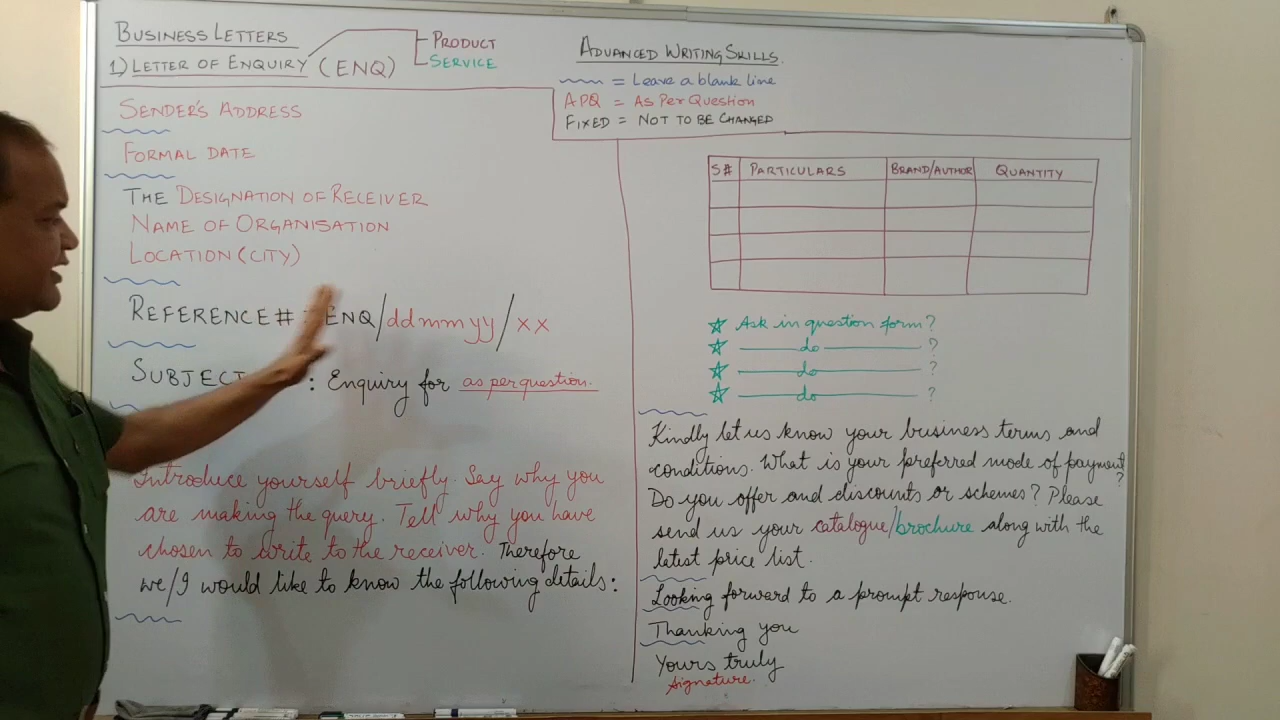 BUSINESS LETTERS
1) LETTER OF ENQUIRY (ENQ)
PRODUCT
SERVICE
SENDER'S ADDRESS
FORMAL DATE
THE DESIGNATION OF RECEIVER
NAME OF ORGANISATION
LOCATION (CITY)
REFERENCE# ENQ/ddmmyy/xx
SUBJECT : Enquiry for as per question.
Introduce yourself briefly. Say why you
are making the query. Tell why you have
chosen to write to the receiver. Therefore
we/I would like to know the following details:
ADVANCED WRITING SKILLS.
= Leave a blank line
APQ = AS PER QUESTION
FIXED = NOT TO BE CHANGED
S# PARTICULARS BRAND/AUTHOR QUANTITY
☆ Ask in question form?
☆ —do— ?
☆ —do— ?
☆ —do— ?
Kindly let us know your business terms and
conditions. What is your preferred mode of payment?
Do you offer and discounts or schemes? Please
send us your catalogue/brochure along with the
latest price list.
Looking forward to a prompt response.
Thanking you
Yours truly
Signature.